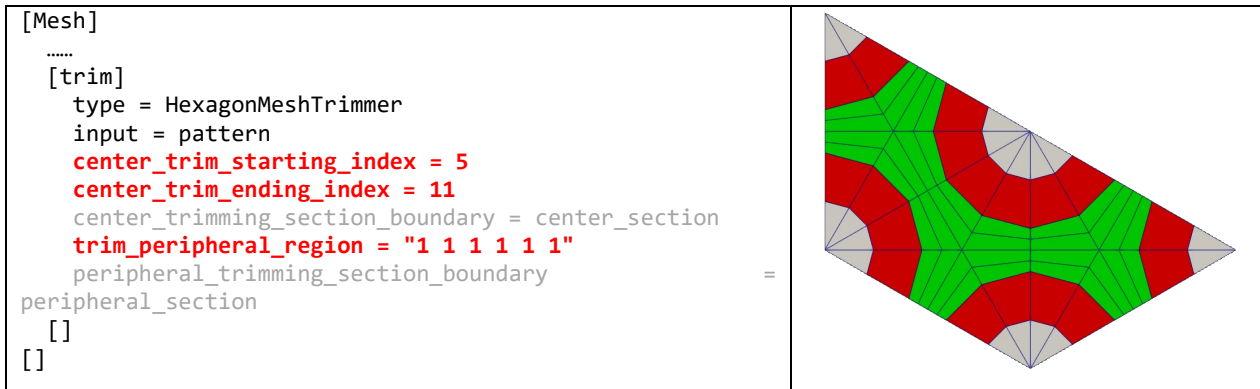 [Mesh]
……
[trim]
type = HexagonMeshTrimmer
input = pattern
center_trim_starting_index = 5
center_trim_ending_index = 11
center_trimming_section_boundary = center_section
trim_peripheral_region = "1 1 1 1 1 1"
peripheral_trimming_section_boundary =
peripheral_section
[]
[]